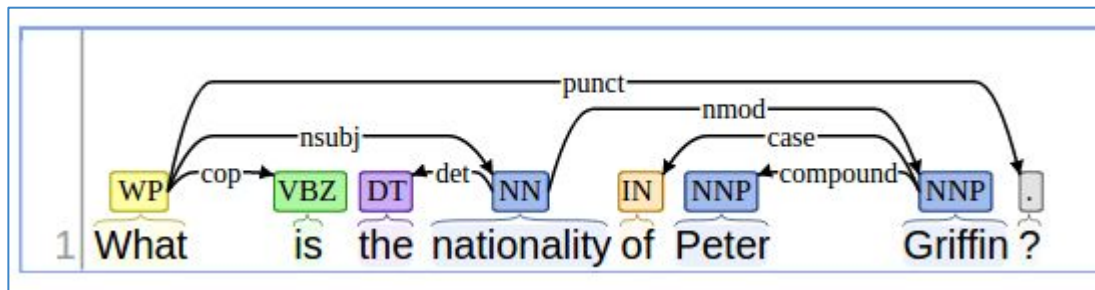 punct
nmod
nsubj case
WP cop VBZ DT det NN IN NNP compound NNP .
1 What is the nationality of Peter Griffin ?